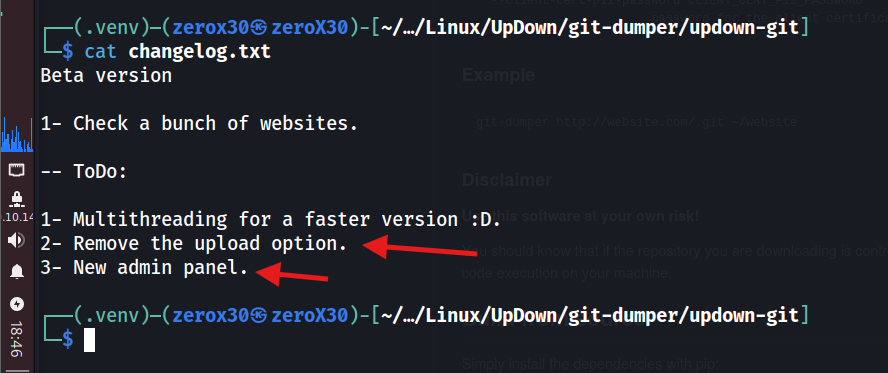 (.venv)–(zerox30㉿zeroX30)-[~/…/Linux/UpDown/git-dumper/updown-git]
$ cat changelog.txt
Beta version
1- Check a bunch of websites.
-- ToDo:
1- Multithreading for a faster version :D.
2- Remove the upload option.
3- New admin panel.
(.venv)–(zerox30㉿zeroX30)-[~/…/Linux/UpDown/git-dumper/updown-git]
$
.10.14
18:46
Example
git-dumper http://website.com/.git ~/website
Disclaimer
this software at your own risk!
you should know that if the repository you are downloading is
code execution on your machine.
Simply install the dependencies with pip: